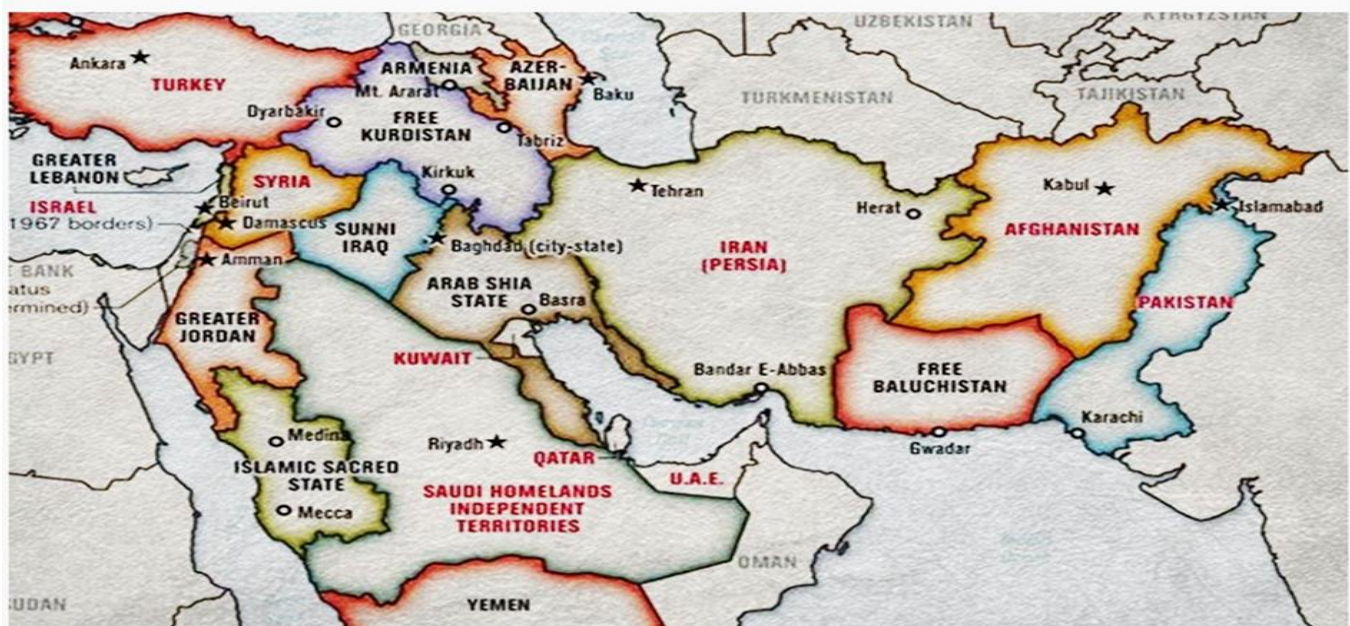 GEORGIA
UZBEKISTAN
KYRGYZSTAN
Ankara
TURKEY
ARMENIA
AZER-
BAIJAN
Mt. Ararat
Baku
TURKMENISTAN
TAJIKISTAN
Dyarbakir
FREE
KURDISTAN
Tabriz
GREATER
LEBANON
SYRIA
Kirkuk
Tehran
Kabul
Islamabad
ISRAEL
1967 borders)
Beirut
Damascus
SUNNI
IRAQ
Baghdad (city-state)
Herat
IRAN
(PERSIA)
AFGHANISTAN
BANK
atus
ermined)
Amman
ARAB SHIA
STATE
Basra
PAKISTAN
GREATER
JORDAN
GYPT
KUWAIT
Bandar E-Abbas
FREE
BALUCHISTAN
Karachi
Gwadar
Medina
Riyadh
QATAR
ISLAMIC SACRED
STATE
U.A.E.
Mecca
SAUDI HOMELANDS
INDEPENDENT
TERRITORIES
OMAN
UDAN
YEMEN